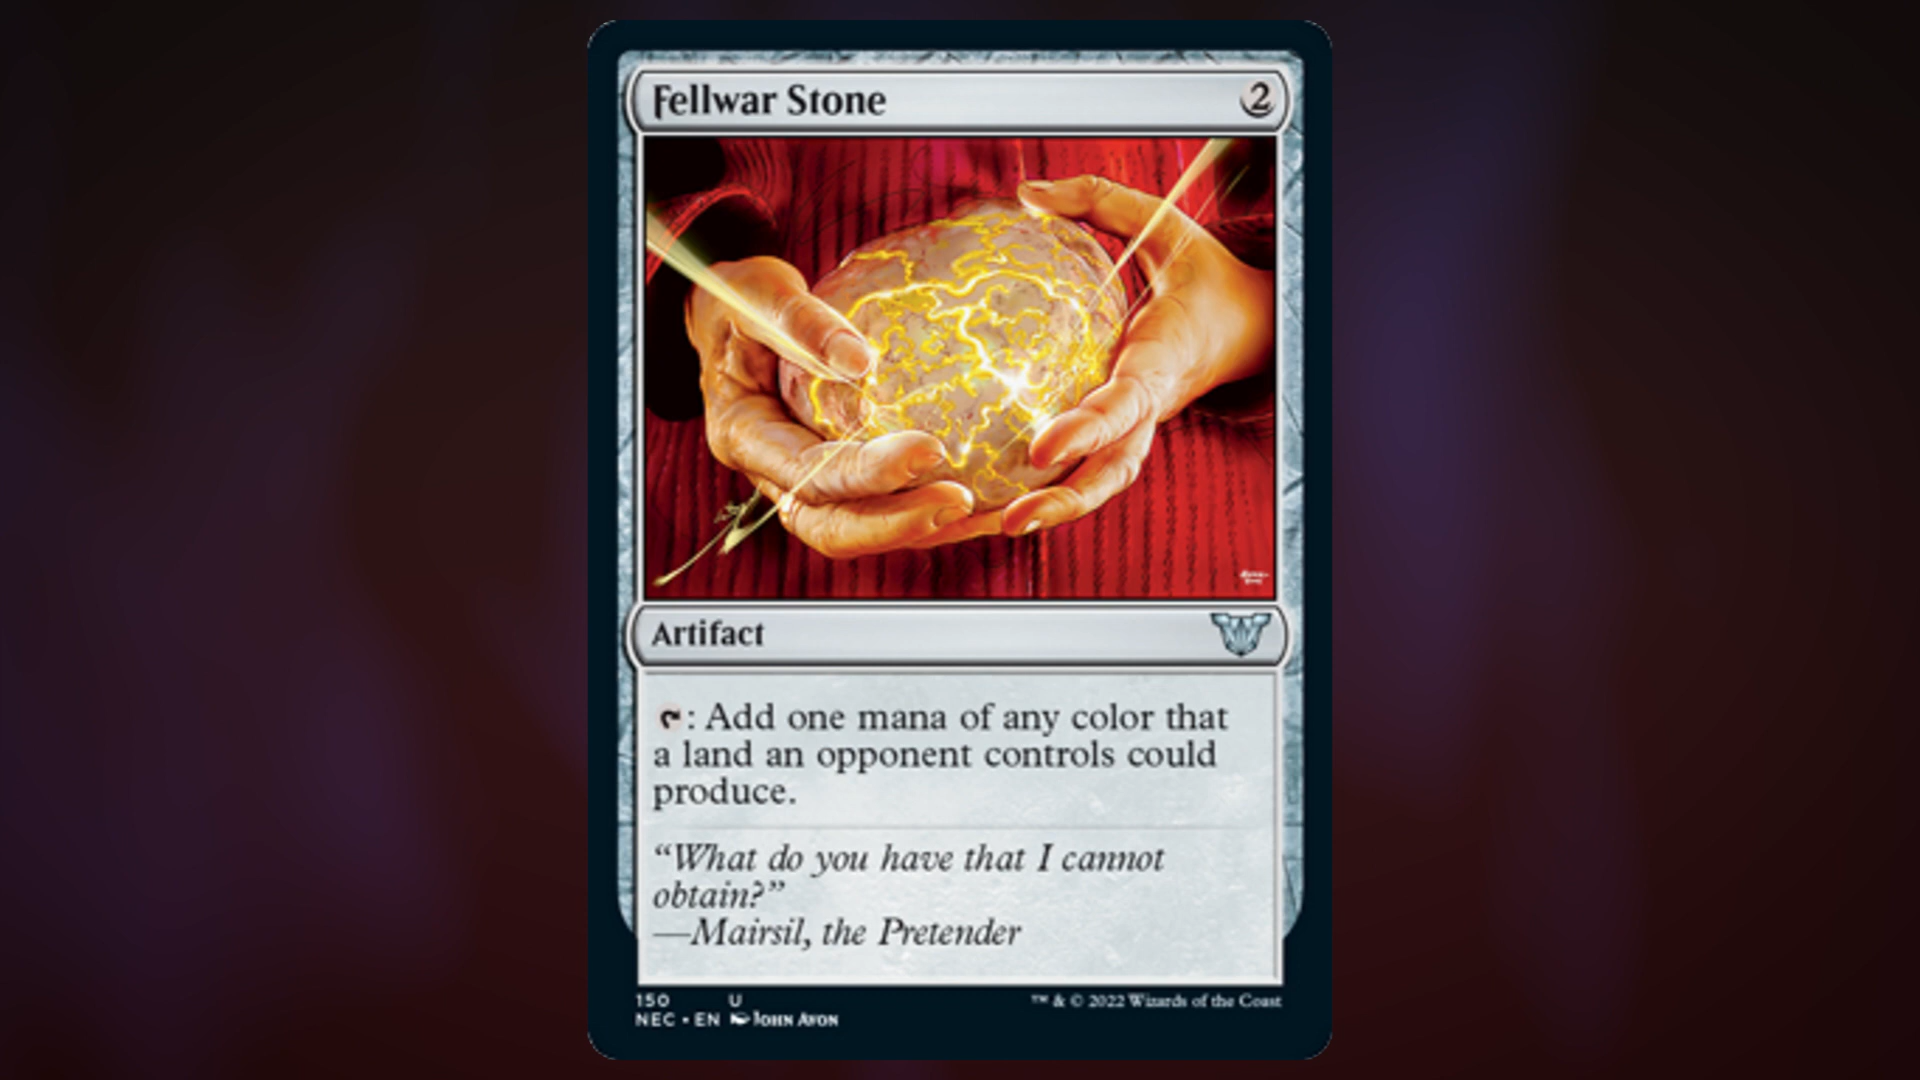 Fellwar Stone 2
Artifact
: Add one mana of any color that
a land an opponent controls could
produce.
“What do you have that I cannot
obtain?”
—Mairsil, the Pretender
150 U
NEC • EN John Avon
™ & © 2022 Wizards of the Coast